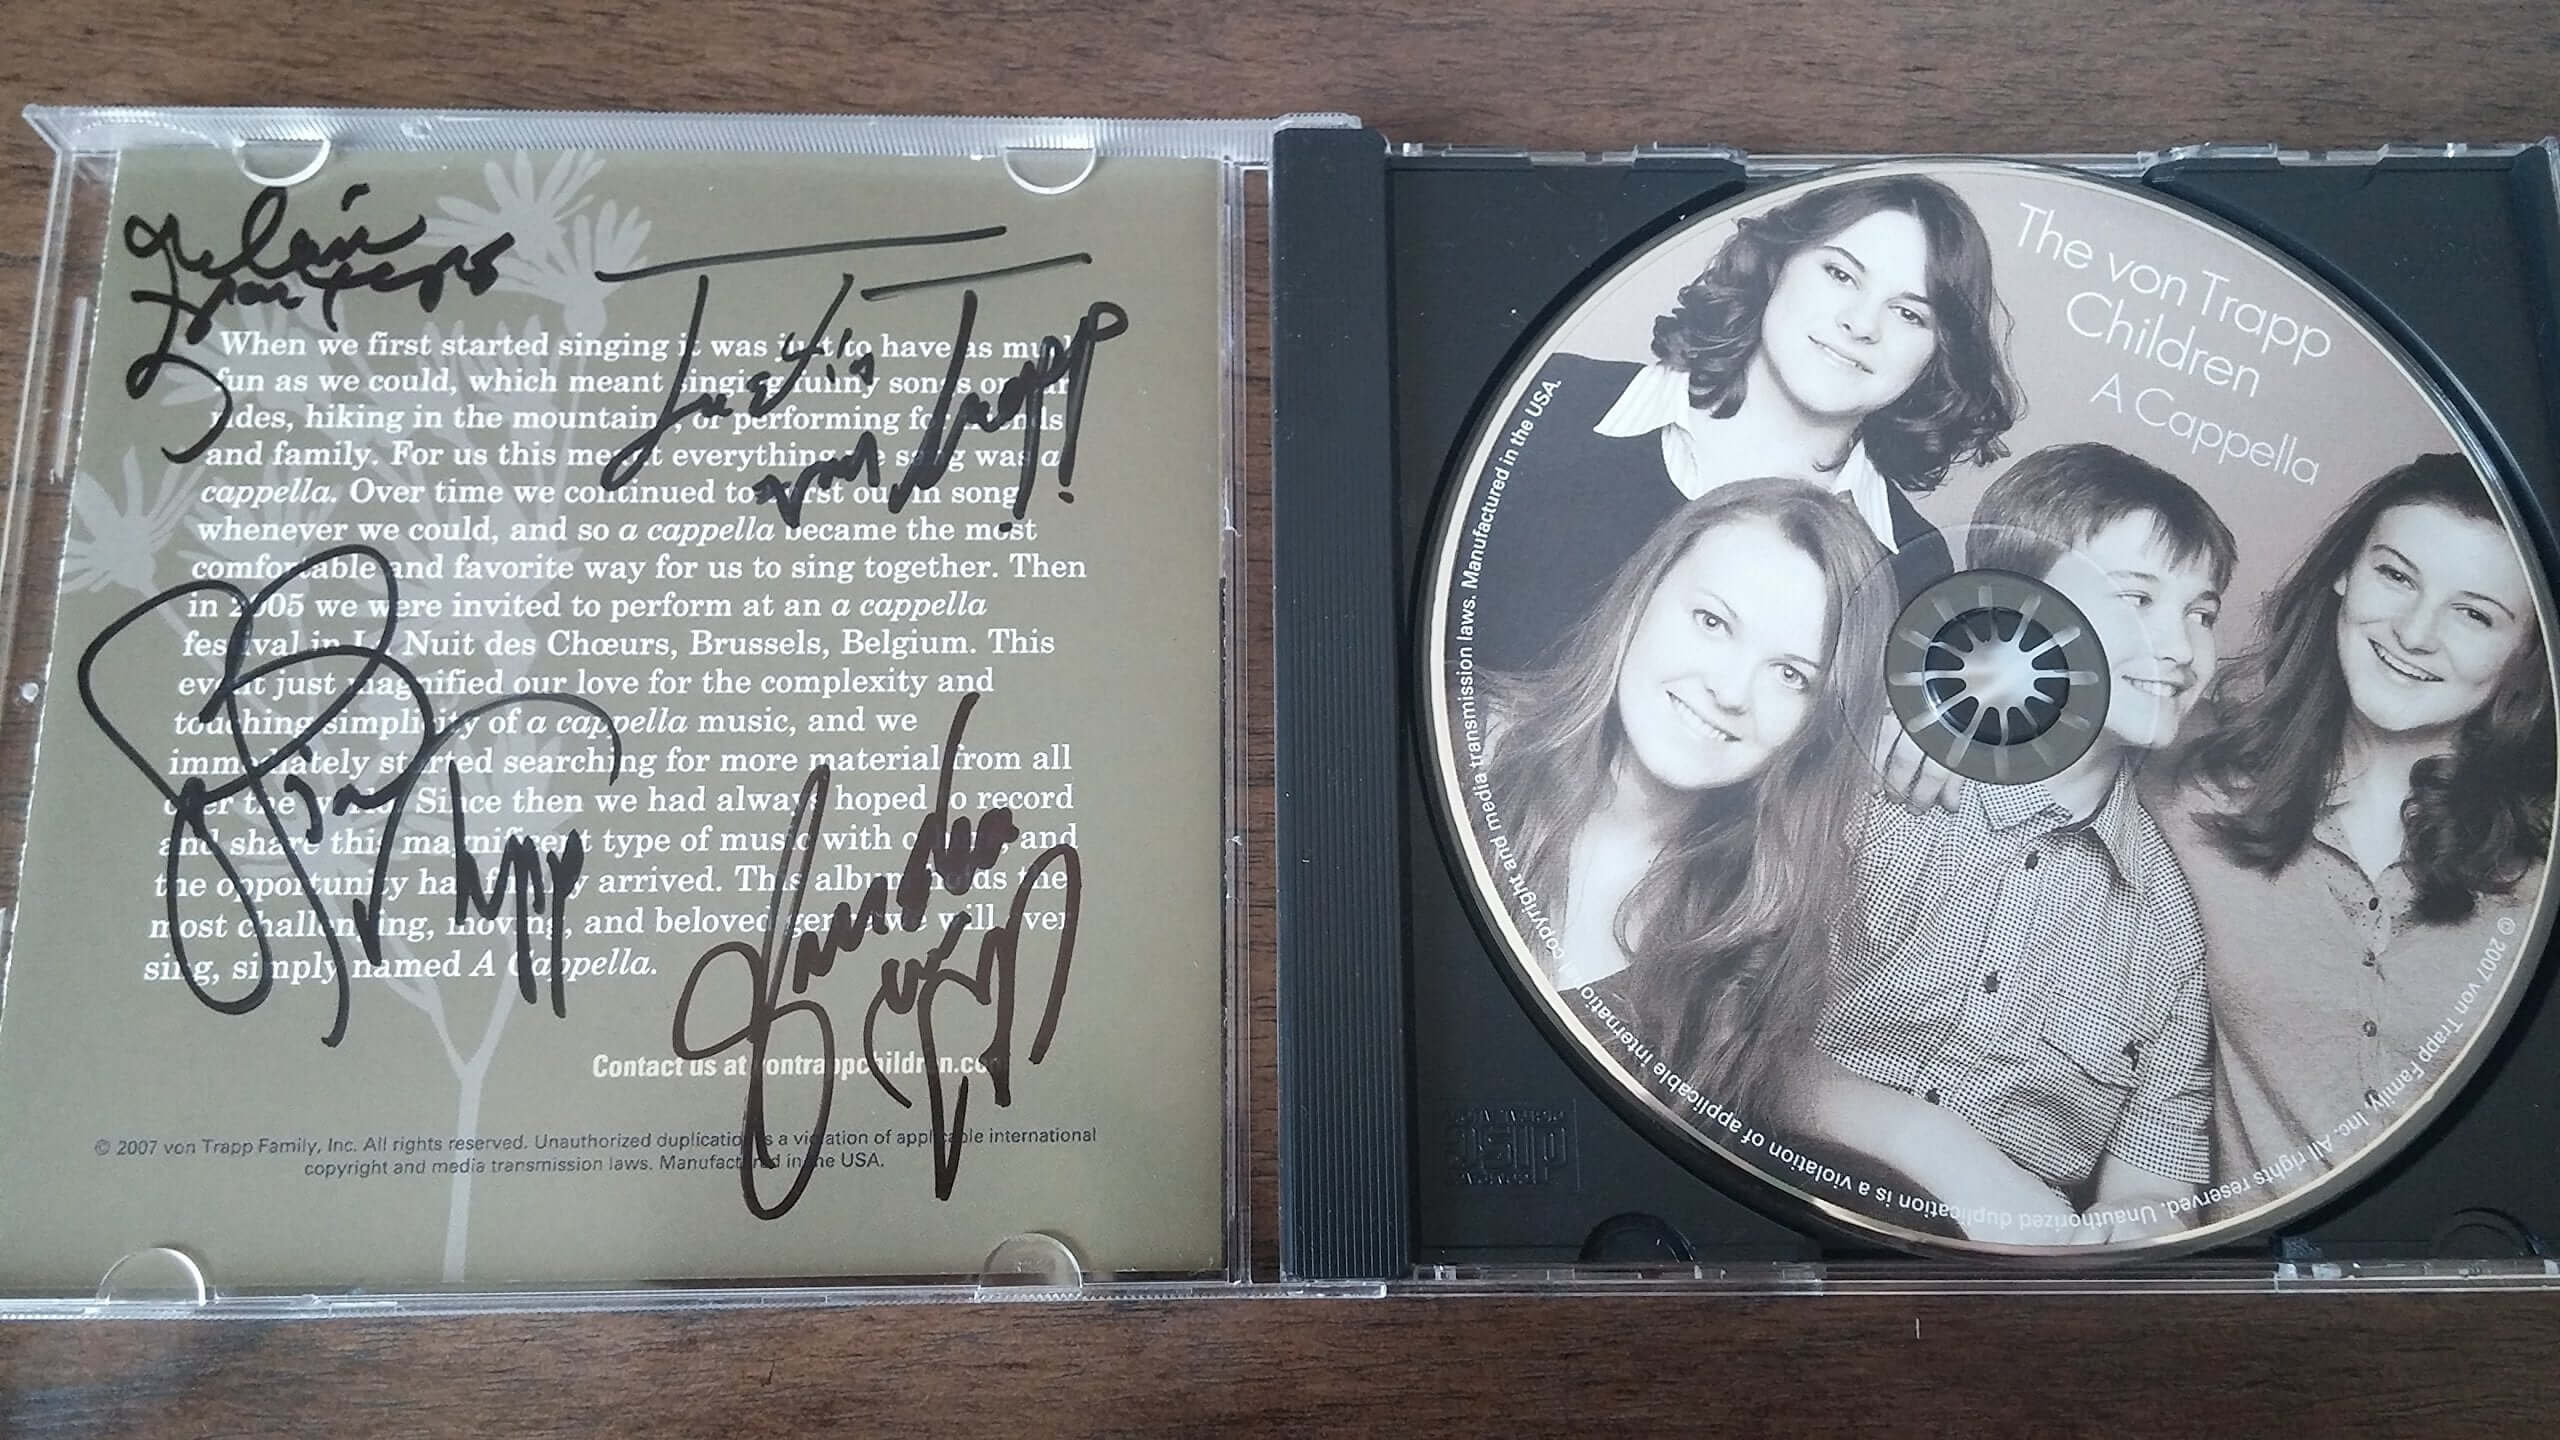 Melanie
von Trapp
Justin
von Trapp!
When we first started singing it was just to have as much
fun as we could, which meant singing funny songs on car
rides, hiking in the mountains, or performing for friends
and family. For us this meant everything we sang was a
cappella. Over time we continued to burst out in song
whenever we could, and so a cappella became the most
comfortable and favorite way for us to sing together. Then
in 2005 we were invited to perform at an a cappella
festival in La Nuit des Chœurs, Brussels, Belgium. This
event just magnified our love for the complexity and
touching simplicity of a cappella music, and we
immediately started searching for more material from all
over the world. Since then we had always hoped to record
and share this magnificent type of music with others, and
the opportunity has finally arrived. This album holds the
most challenging, moving, and beloved genre we will ever
sing, simply named A Cappella.
Sofia
v Trapp
Amanda
v. T
Contact us at vontrappchildren.com
© 2007 von Trapp Family, Inc. All rights reserved. Unauthorized duplication is a violation of applicable international
copyright and media transmission laws. Manufactured in the USA.
The von Trapp
Children
A Cappella
© 2007 von Trapp Family, Inc. All rights reserved. Unauthorized duplication is a violation of applicable international copyright and media transmission laws. Manufactured in the USA.
disc